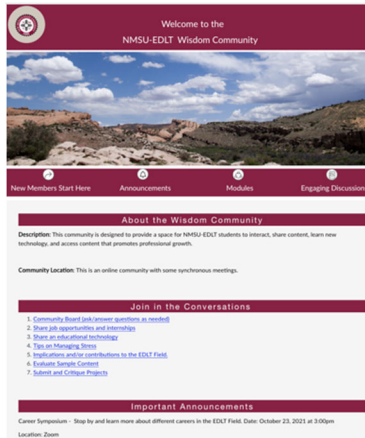 Welcome to the
NMSU-EDLT Wisdom Community
New Members Start Here
Announcements
Modules
Engaging Discussion
About the Wisdom Community
Description: This community is designed to provide a space for NMSU-EDLT students to interact, share content, learn new
technology, and access content that promotes professional growth.
Community Location: This is an online community with some synchronous meetings.
Join in the Conversations
1. Community Board (ask/answer questions as needed)
2. Share job opportunities and internships
3. Share an educational technology
4. Tips on Managing Stress
5. Implications and/or contributions to the EDLT Field.
6. Evaluate Sample Content
7. Submit and Critique Projects
Important Announcements
Career Symposium - Stop by and learn more about different careers in the EDLT Field. Date: October 23, 2021 at 3:00pm
Location: Zoom